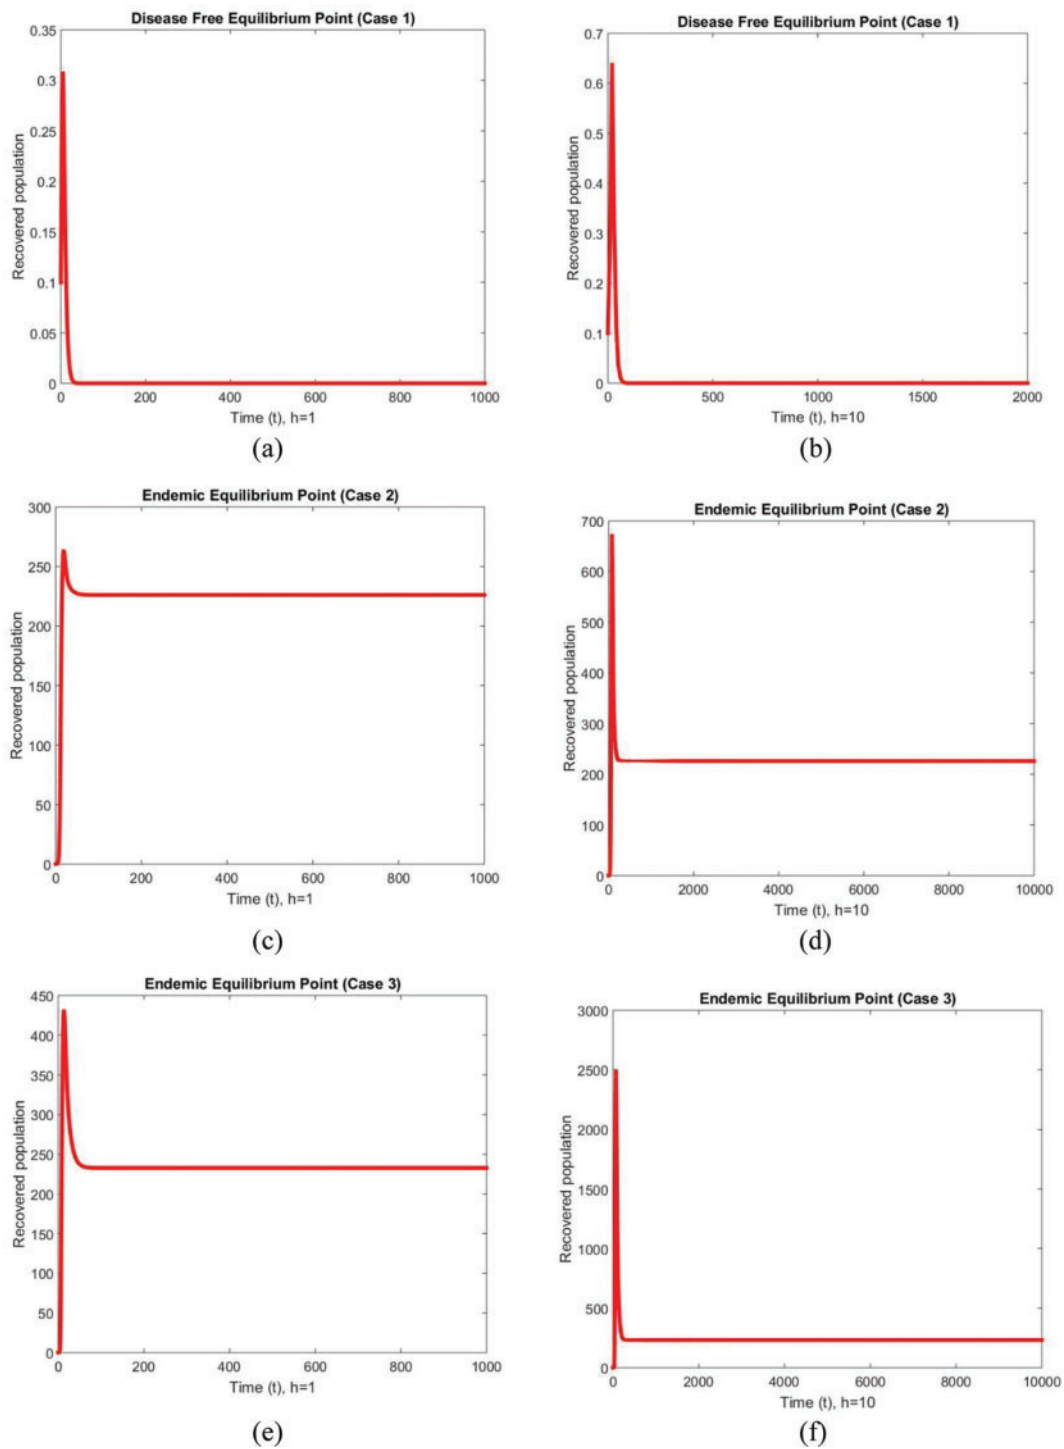 Disease Free Equilibrium Point (Case 1)
0.35
0.3
0.25
0.2
0.15
0.1
0.05
0
Recovered population
0 200 400 600 800 1000
Time (t), h=1
(a)
Disease Free Equilibrium Point (Case 1)
0.7
0.6
0.5
0.4
0.3
0.2
0.1
0
Recovered population
0 500 1000 1500 2000
Time (t), h=10
(b)
Endemic Equilibrium Point (Case 2)
300
250
200
150
100
50
0
Recovered population
0 200 400 600 800 1000
Time (t), h=1
(c)
Endemic Equilibrium Point (Case 2)
700
600
500
400
300
200
100
0
Recovered population
0 2000 4000 6000 8000 10000
Time (t), h=10
(d)
Endemic Equilibrium Point (Case 3)
450
400
350
300
250
200
150
100
50
0
Recovered population
0 200 400 600 800 1000
Time (t), h=1
(e)
Endemic Equilibrium Point (Case 3)
3000
2500
2000
1500
1000
500
0
Recovered population
0 2000 4000 6000 8000 10000
Time (t), h=10
(f)